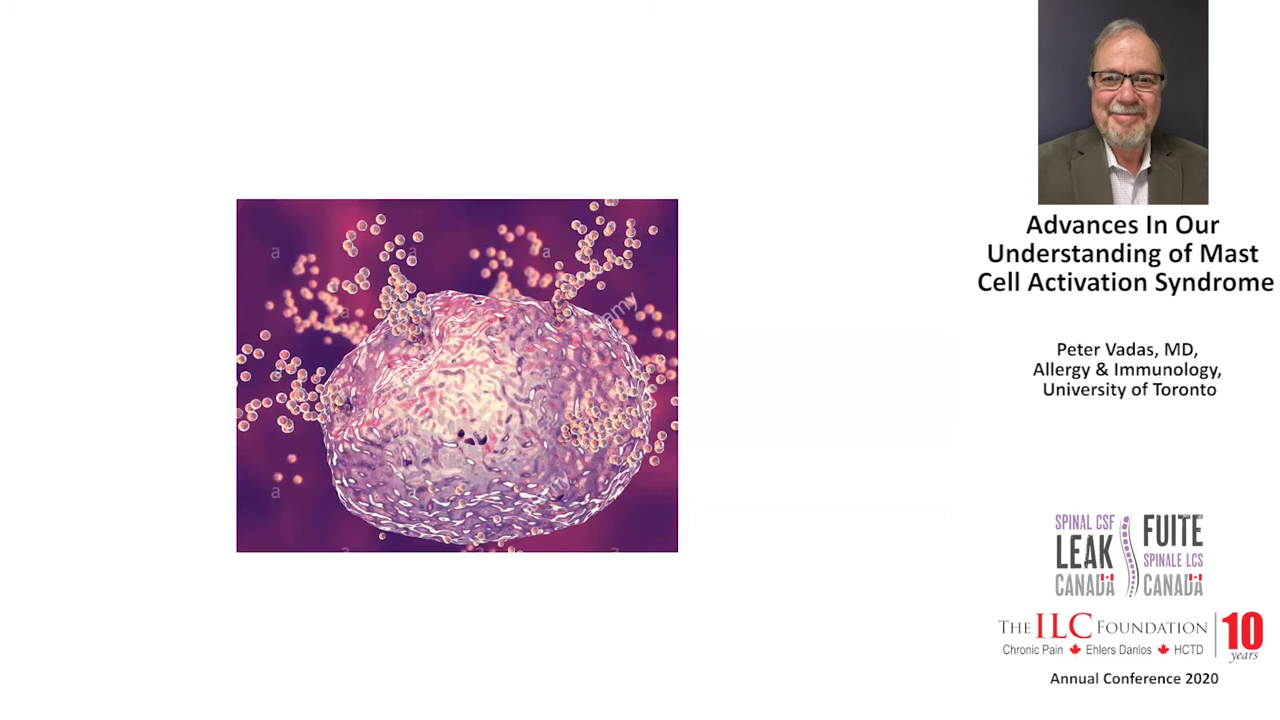 Advances In Our
Understanding of Mast
Cell Activation Syndrome
Peter Vadas, MD,
Allergy & Immunology,
University of Toronto
SPINAL CSF
LEAK
CANADA
FUITE
SPINALE LCS
CANADA
THE ILC FOUNDATION
Chronic Pain Ehlers Danlos HCTD
10
years
Annual Conference 2020
a
a
a
a
a
alamy